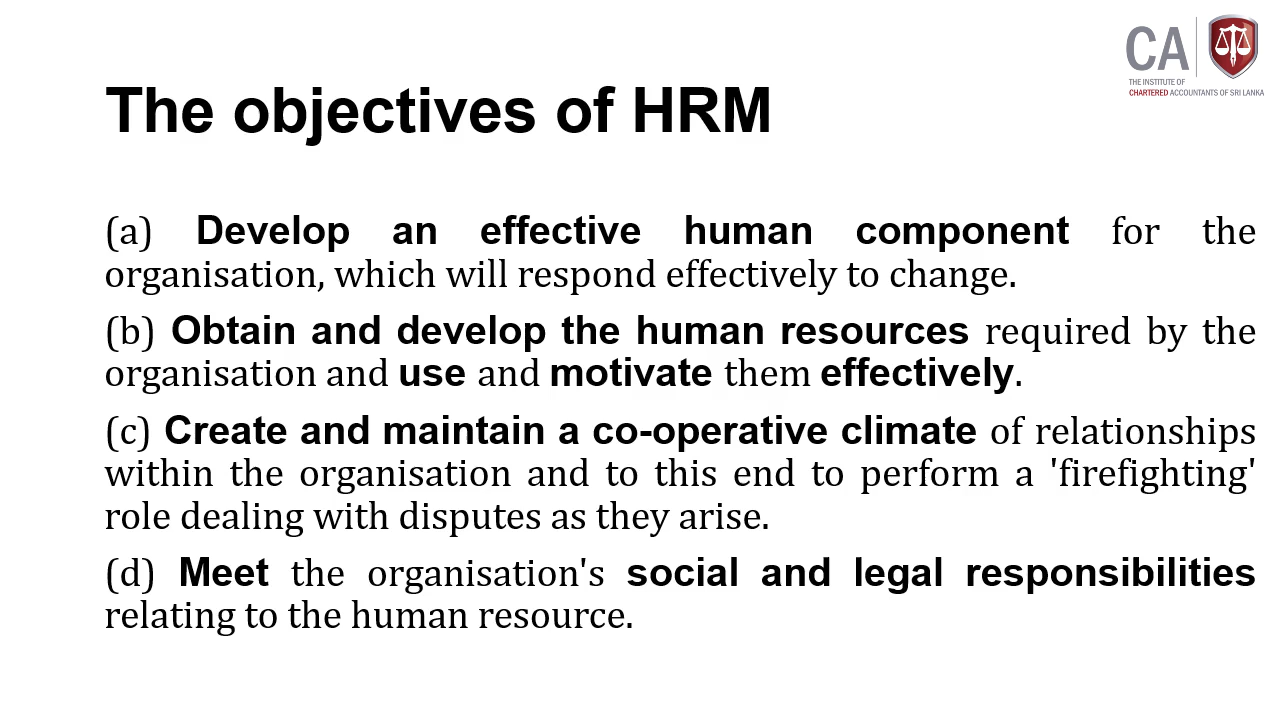 CA
THE INSTITUTE OF
CHARTERED ACCOUNTANTS OF SRI LANKA
The objectives of HRM
(a) Develop an effective human component for the
organisation, which will respond effectively to change.
(b) Obtain and develop the human resources required by the
organisation and use and motivate them effectively.
(c) Create and maintain a co-operative climate of relationships
within the organisation and to this end to perform a 'firefighting'
role dealing with disputes as they arise.
(d) Meet the organisation's social and legal responsibilities
relating to the human resource.